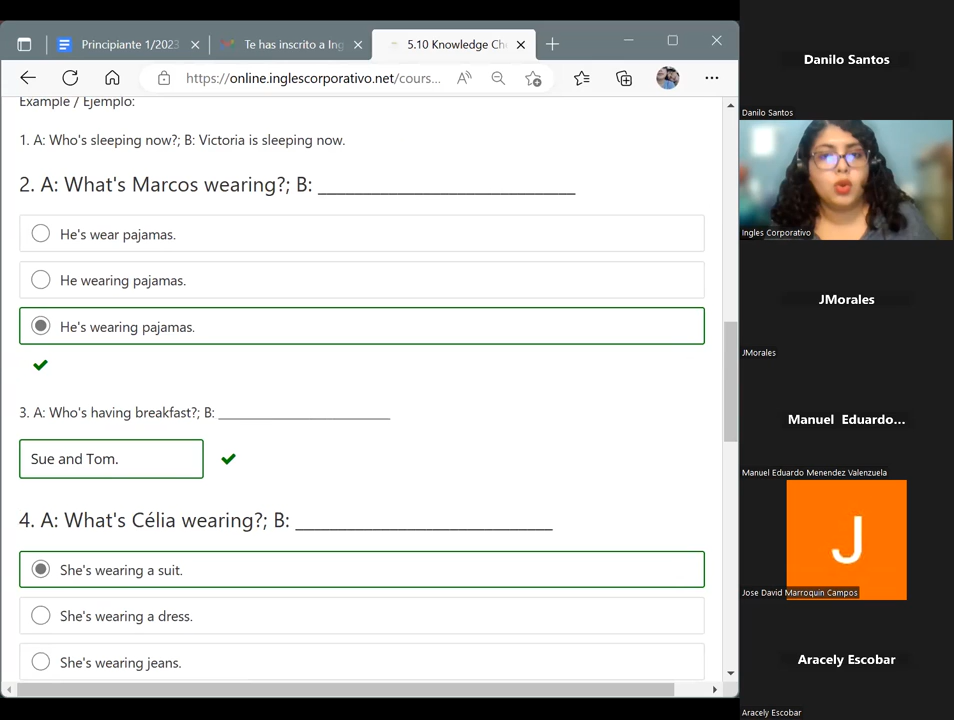 Principiante 1/2023
Te has inscrito a Ing
5.10 Knowledge Ch
https://online.inglescorporativo.net/cours...
Example / Ejemplo:
1. A: Who's sleeping now?; B: Victoria is sleeping now.
2. A: What's Marcos wearing?; B: ___________________________
He's wear pajamas.
He wearing pajamas.
He's wearing pajamas.
3. A: Who's having breakfast?; B: ___________________________
Sue and Tom.
4. A: What's Célia wearing?; B: ___________________________
She's wearing a suit.
She's wearing a dress.
She's wearing jeans.
Danilo Santos
Danilo Santos
Ingles Corporativo
JMorales
JMorales
Manuel Eduardo...
Manuel Eduardo Menendez Valenzuela
J
Jose David Marroquin Campos
Aracely Escobar
Aracely Escobar